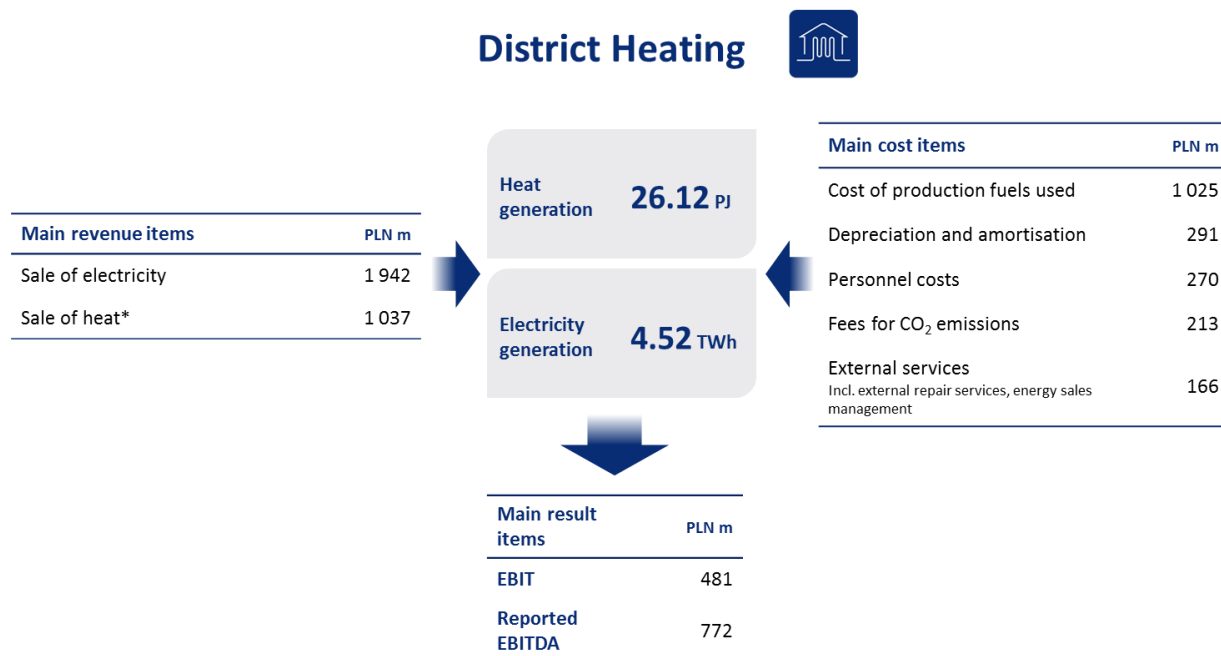 District Heating
Main revenue items PLN m
Sale of electricity 1 942
Sale of heat* 1 037
Heat
generation 26.12 PJ
Electricity
generation 4.52 TWh
Main cost items PLN m
Cost of production fuels used 1 025
Depreciation and amortisation 291
Personnel costs 270
Fees for CO₂ emissions 213
External services
Incl. external repair services, energy sales
management 166
Main result
items PLN m
EBIT 481
Reported
EBITDA 772